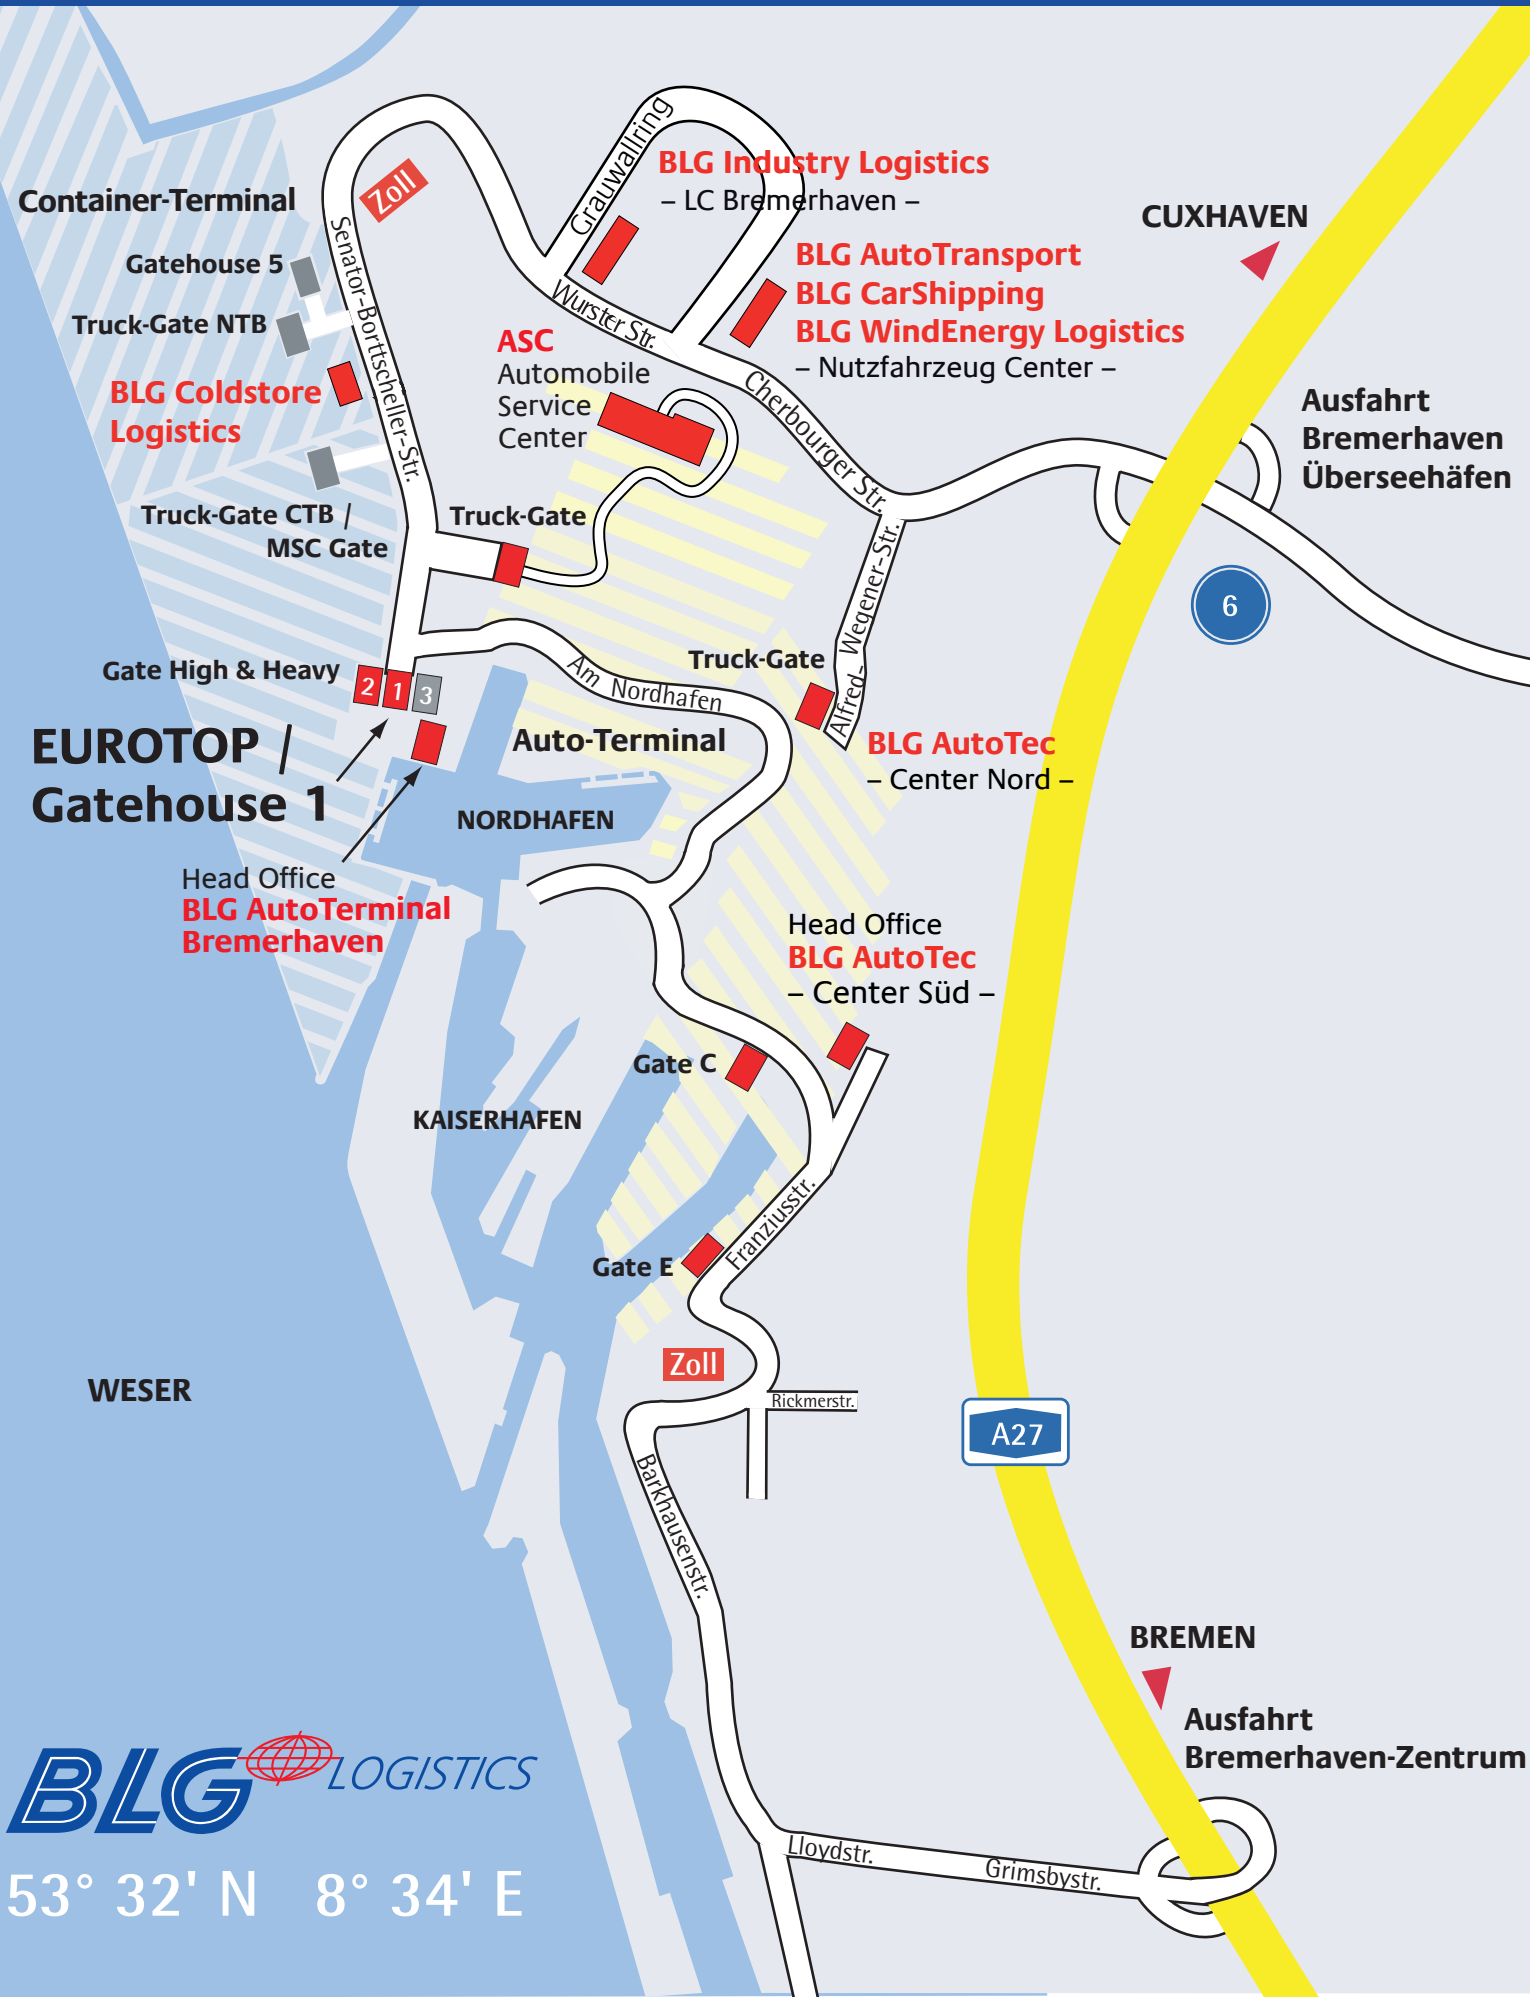 Grauwallring
BLG Industry Logistics
– LC Bremerhaven –
Zoll
Container-Terminal
CUXHAVEN
Senator-Borttscheller-Str.
Gatehouse 5
BLG AutoTransport
BLG CarShipping
BLG WindEnergy Logistics
– Nutzfahrzeug Center –
Wurster Str.
Truck-Gate NTB
ASC
Automobile
Service
Center
BLG Coldstore
Logistics
Cherbourger Str.
Ausfahrt
Bremerhaven
Überseehäfen
Truck-Gate CTB /
MSC Gate
Truck-Gate
Alfred- Wegener-Str.
6
Gate High & Heavy
2
1
3
Am Nordhafen
Truck-Gate
EUROTOP /
Gatehouse 1
Auto-Terminal
BLG AutoTec
– Center Nord –
NORDHAFEN
Head Office
BLG AutoTerminal
Bremerhaven
Head Office
BLG AutoTec
– Center Süd –
Gate C
KAISERHAFEN
Franziusstr.
Gate E
Zoll
WESER
Rickmerstr.
A27
Barkhausenstr.
BREMEN
Ausfahrt
Bremerhaven-Zentrum
BLG LOGISTICS
Lloydstr.
Grimsbystr.
53° 32' N 8° 34' E